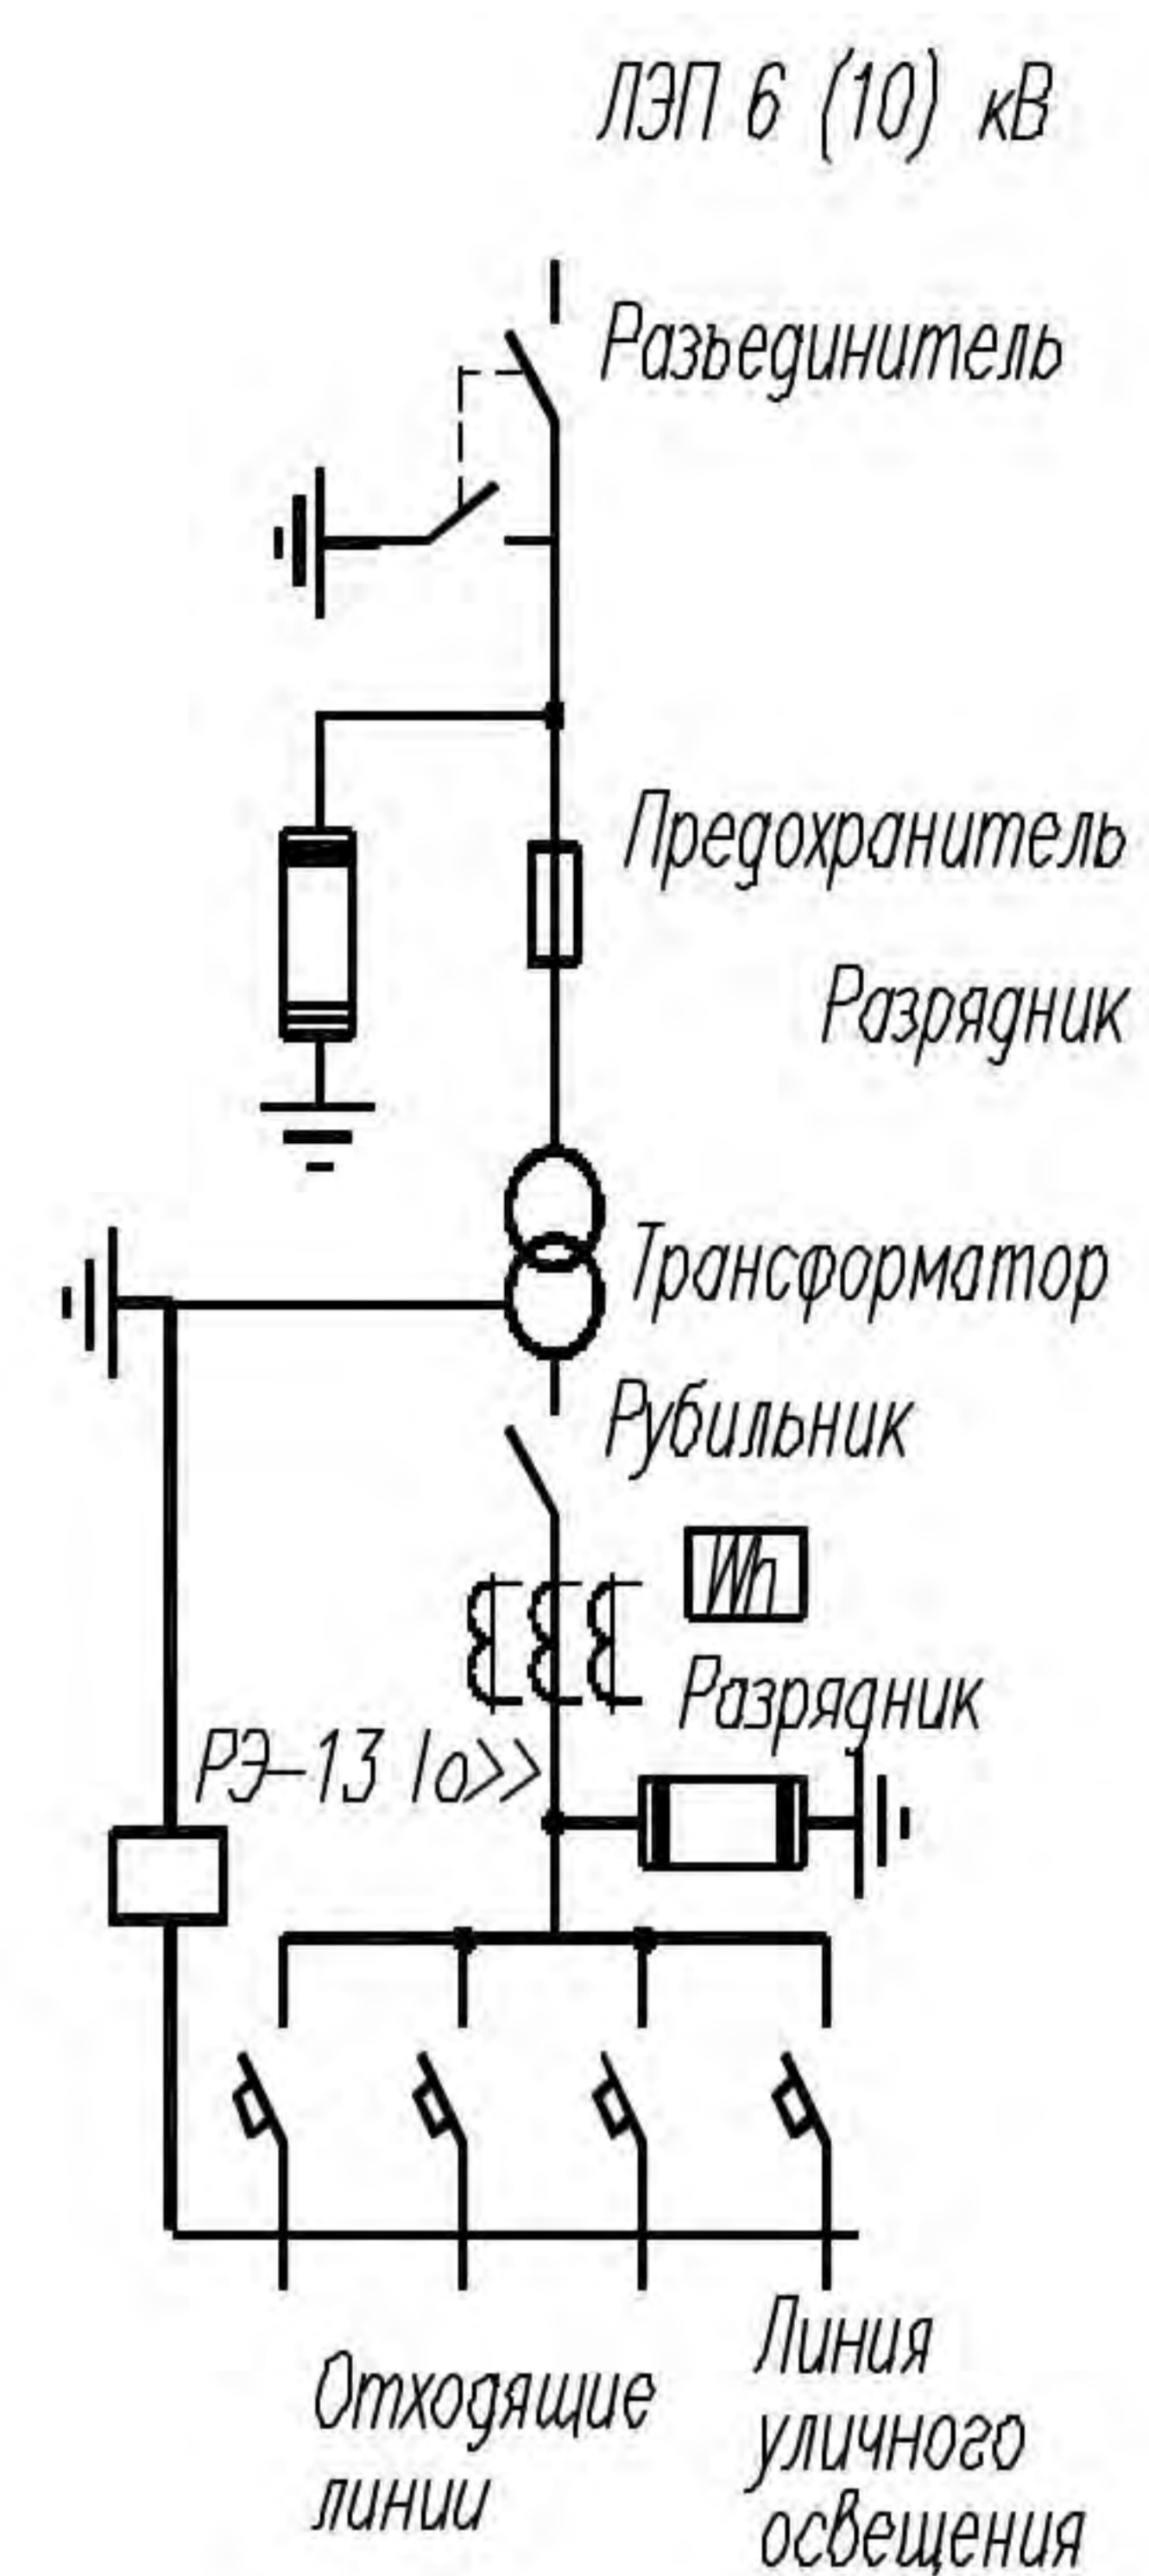 ЛЭП 6 (10) кВ
Разъединитель
Предохранитель
Разрядник
Трансформатор
Рубильник
Wh
Разрядник
РЭ-13 Io>>
Линия
Отходящие
уличного
линии
освещения